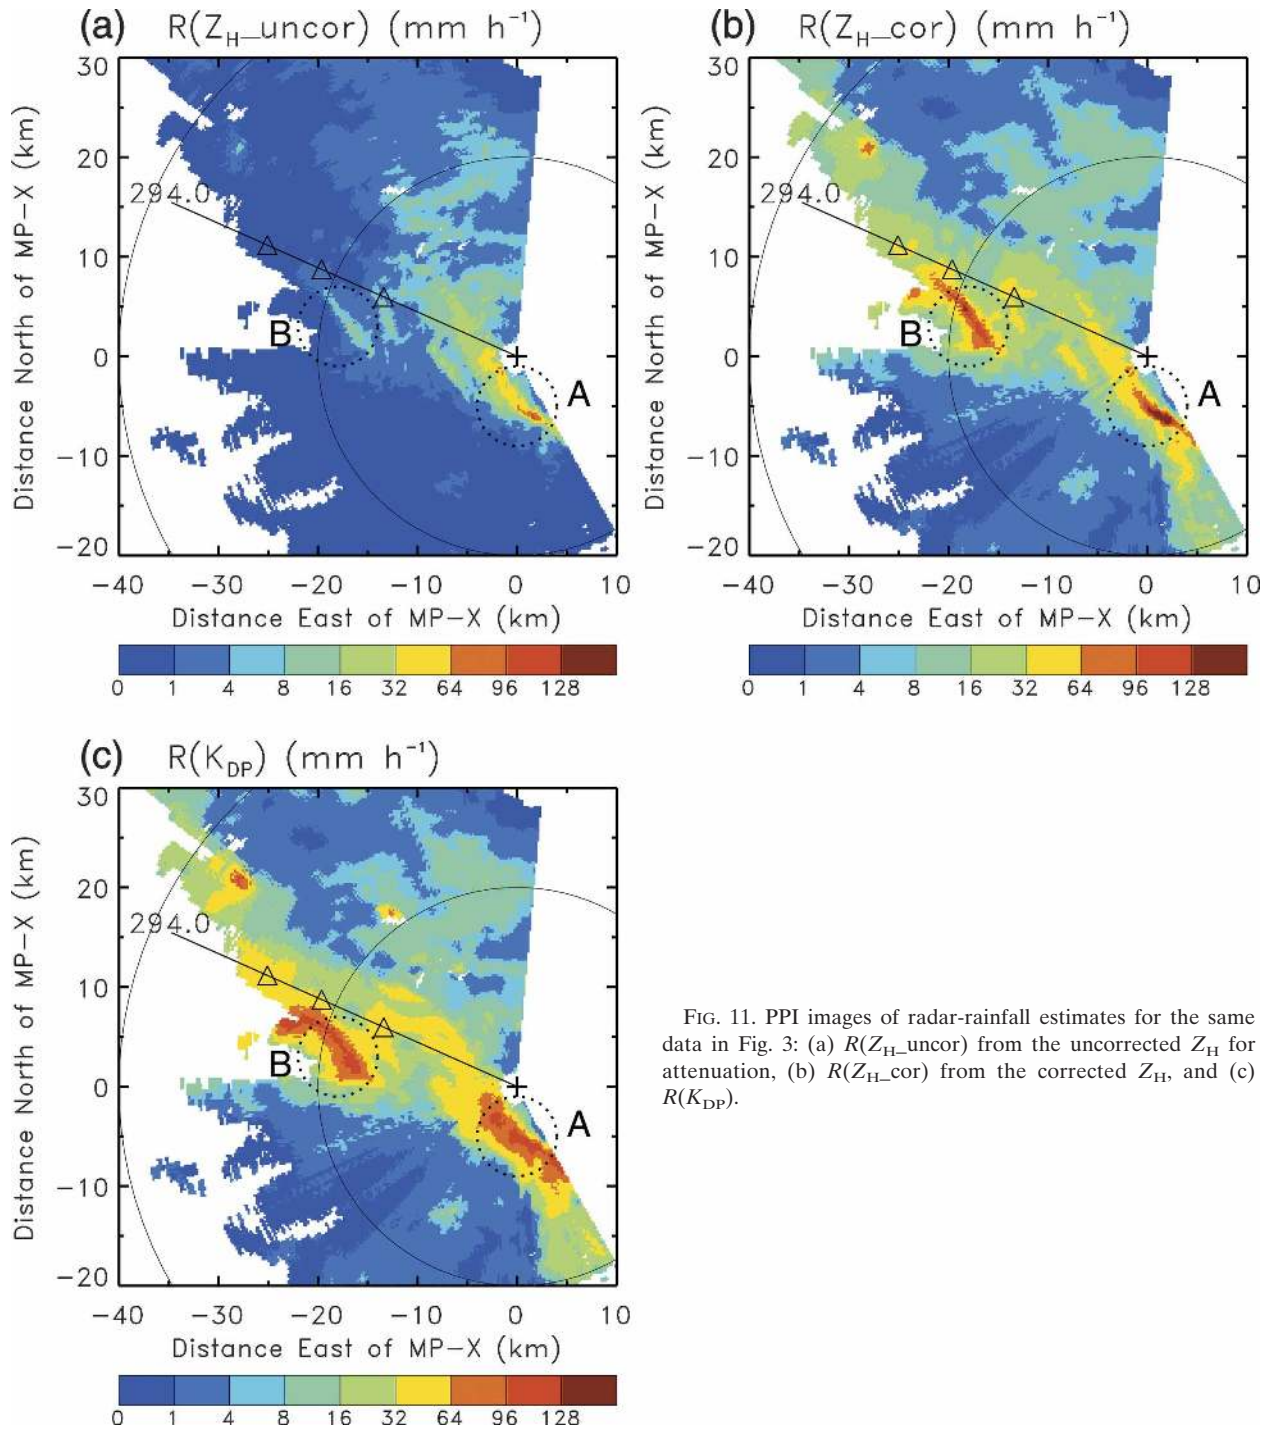 (a) R(Z_H_uncor) (mm h⁻¹)
30
20
10
0
−10
−20
Distance North of MP−X (km)
294.0
B
A
−40 −30 −20 −10 0 10
Distance East of MP−X (km)
0 1 4 8 16 32 64 96 128
(b) R(Z_H_cor) (mm h⁻¹)
30
20
10
0
−10
−20
Distance North of MP−X (km)
294.0
B
A
−40 −30 −20 −10 0 10
Distance East of MP−X (km)
0 1 4 8 16 32 64 96 128
(c) R(K_DP) (mm h⁻¹)
30
20
10
0
−10
−20
Distance North of MP−X (km)
294.0
B
A
−40 −30 −20 −10 0 10
Distance East of MP−X (km)
0 1 4 8 16 32 64 96 128
FIG. 11. PPI images of radar-rainfall estimates for the same
data in Fig. 3: (a) R(Z_H_uncor) from the uncorrected Z_H for
attenuation, (b) R(Z_H_cor) from the corrected Z_H, and (c)
R(K_DP).